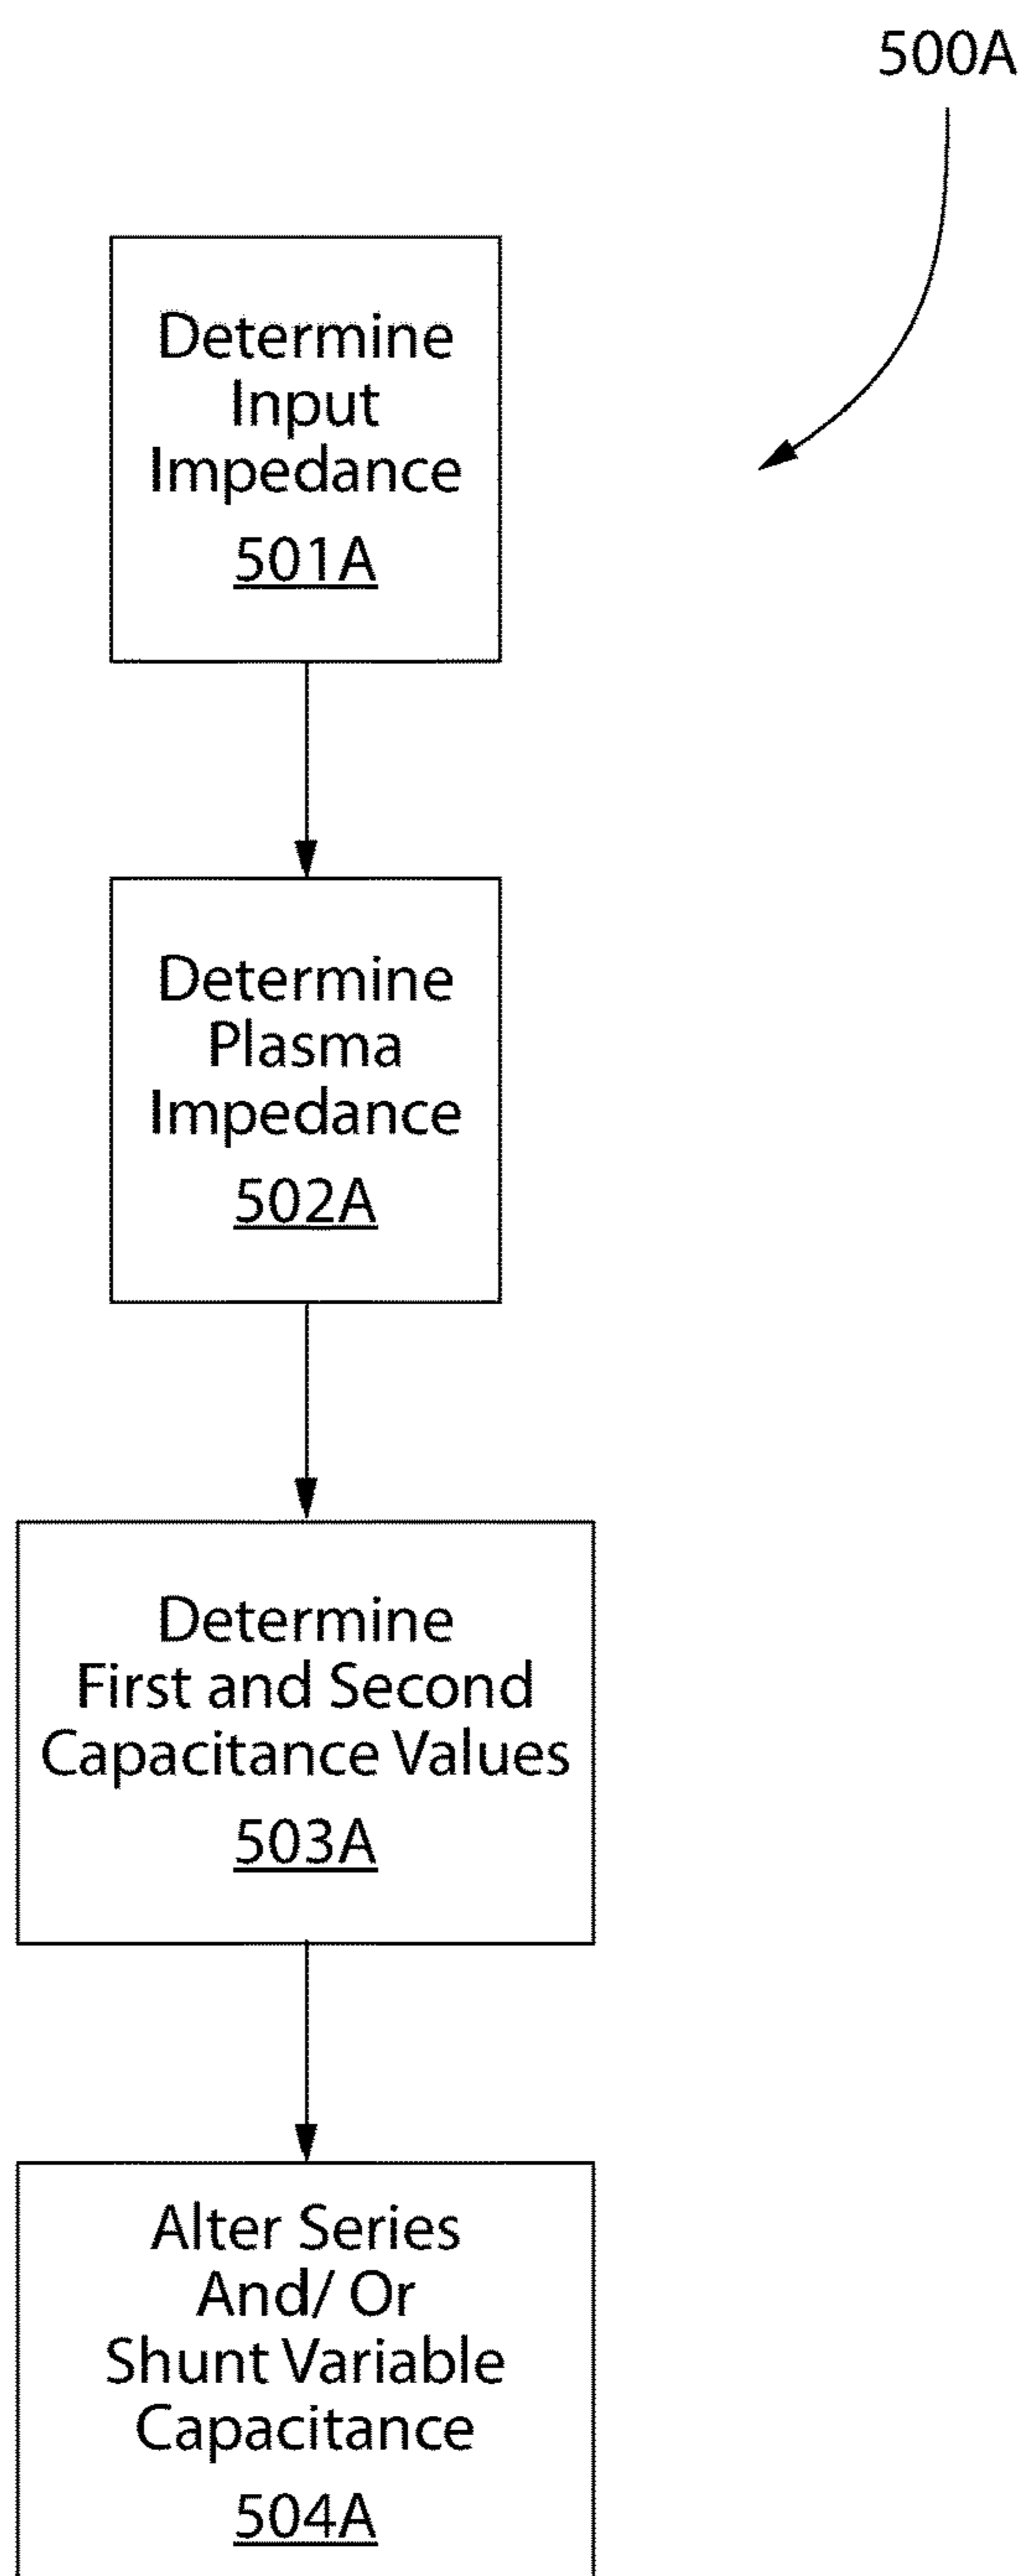 500A
Determine
Input
Impedance
501A
Determine
Plasma
Impedance
502A
Determine
First and Second
Capacitance Values
503A
Alter Series
And/ Or
Shunt Variable
Capacitance
504A